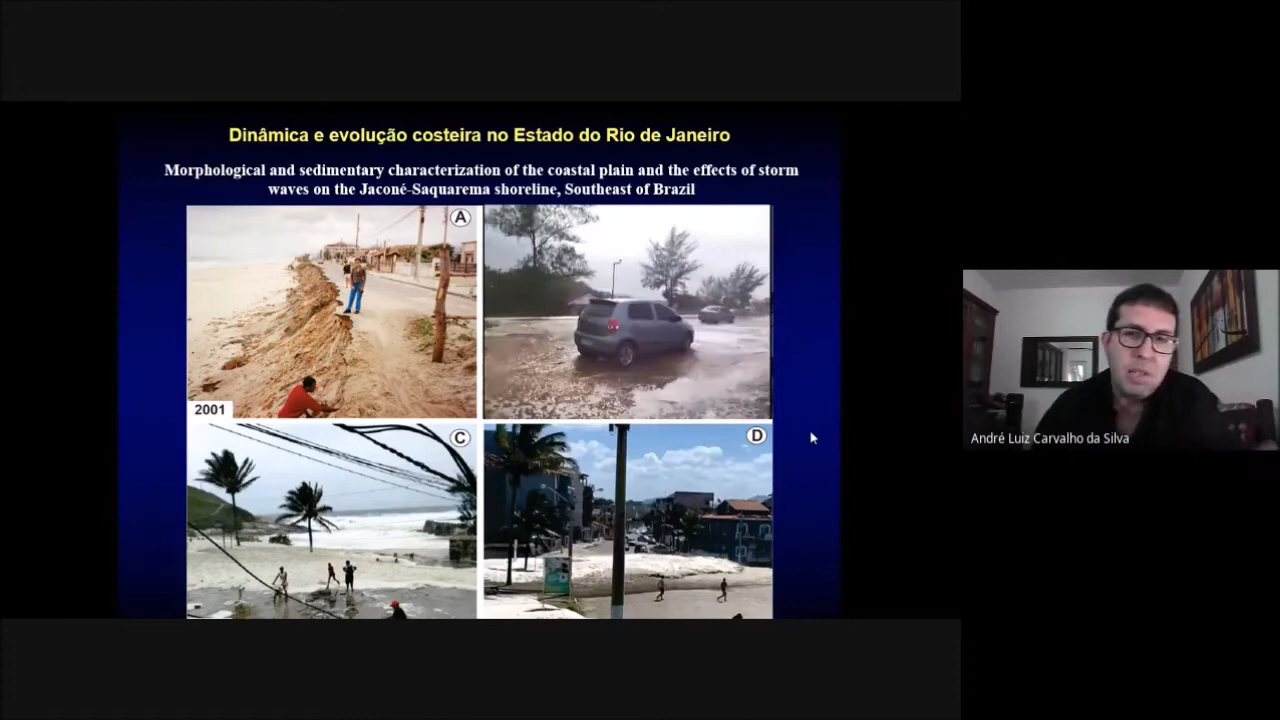 Dinâmica e evolução costeira no Estado do Rio de Janeiro
Morphological and sedimentary characterization of the coastal plain and the effects of storm
waves on the Jaconé-Saquarema shoreline, Southeast of Brazil
A
2001
C
D
André Luiz Carvalho da Silva